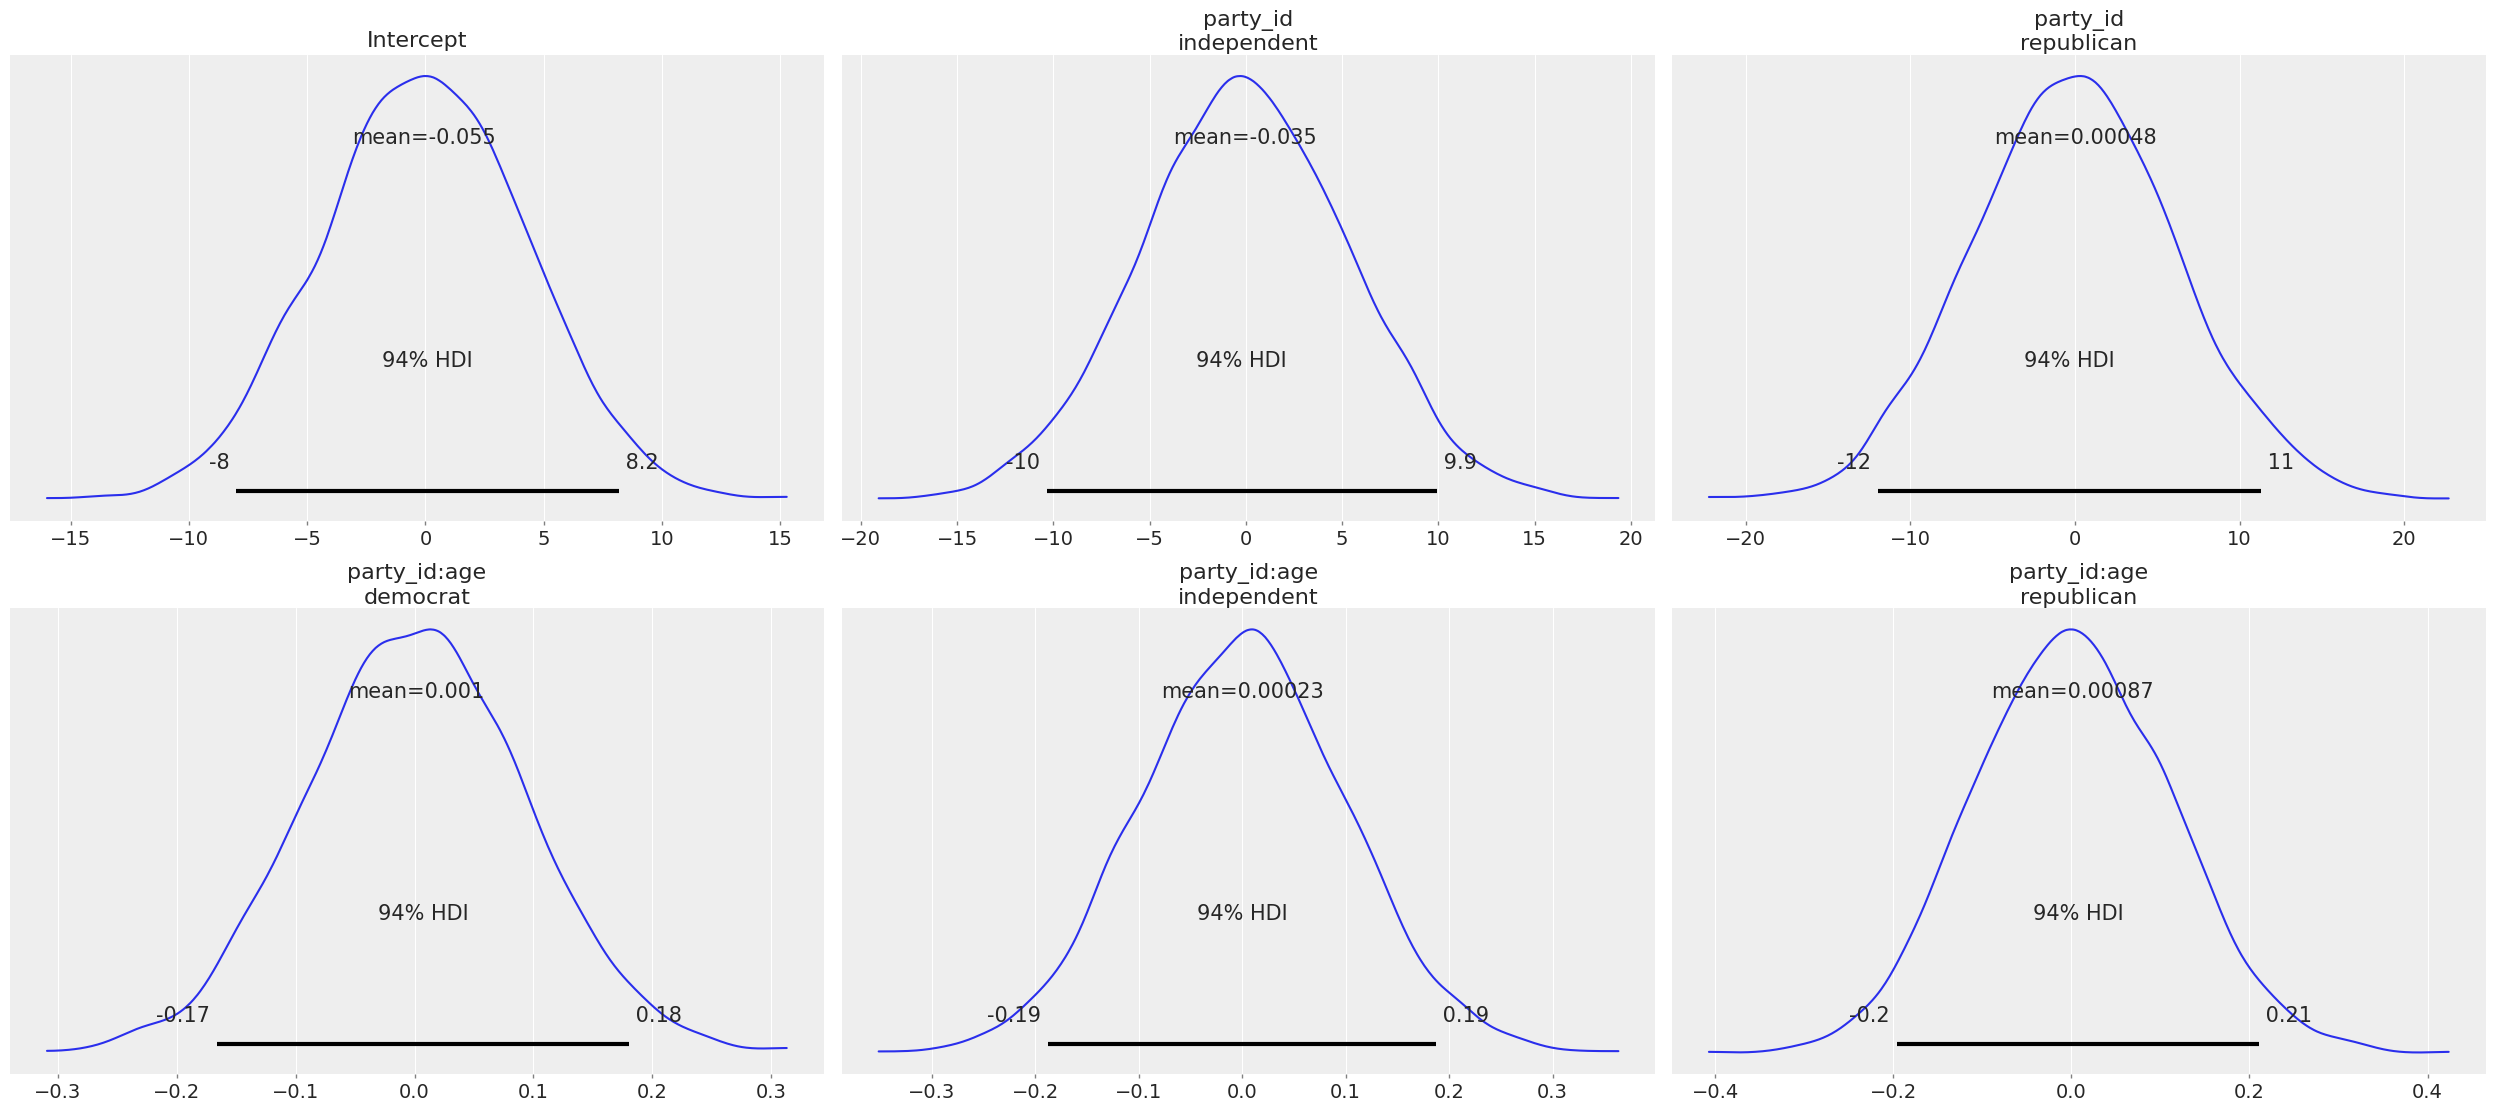 Intercept
mean=-0.055
94% HDI
-8 8.2
−15 −10 −5 0 5 10 15
party_id
independent
mean=-0.035
94% HDI
-10 9.9
−20 −15 −10 −5 0 5 10 15 20
party_id
republican
mean=0.00048
94% HDI
-12 11
−20 −10 0 10 20
party_id:age
democrat
mean=0.001
94% HDI
-0.17 0.18
−0.3 −0.2 −0.1 0.0 0.1 0.2 0.3
party_id:age
independent
mean=0.00023
94% HDI
-0.19 0.19
−0.3 −0.2 −0.1 0.0 0.1 0.2 0.3
party_id:age
republican
mean=0.00087
94% HDI
-0.2 0.21
−0.4 −0.2 0.0 0.2 0.4